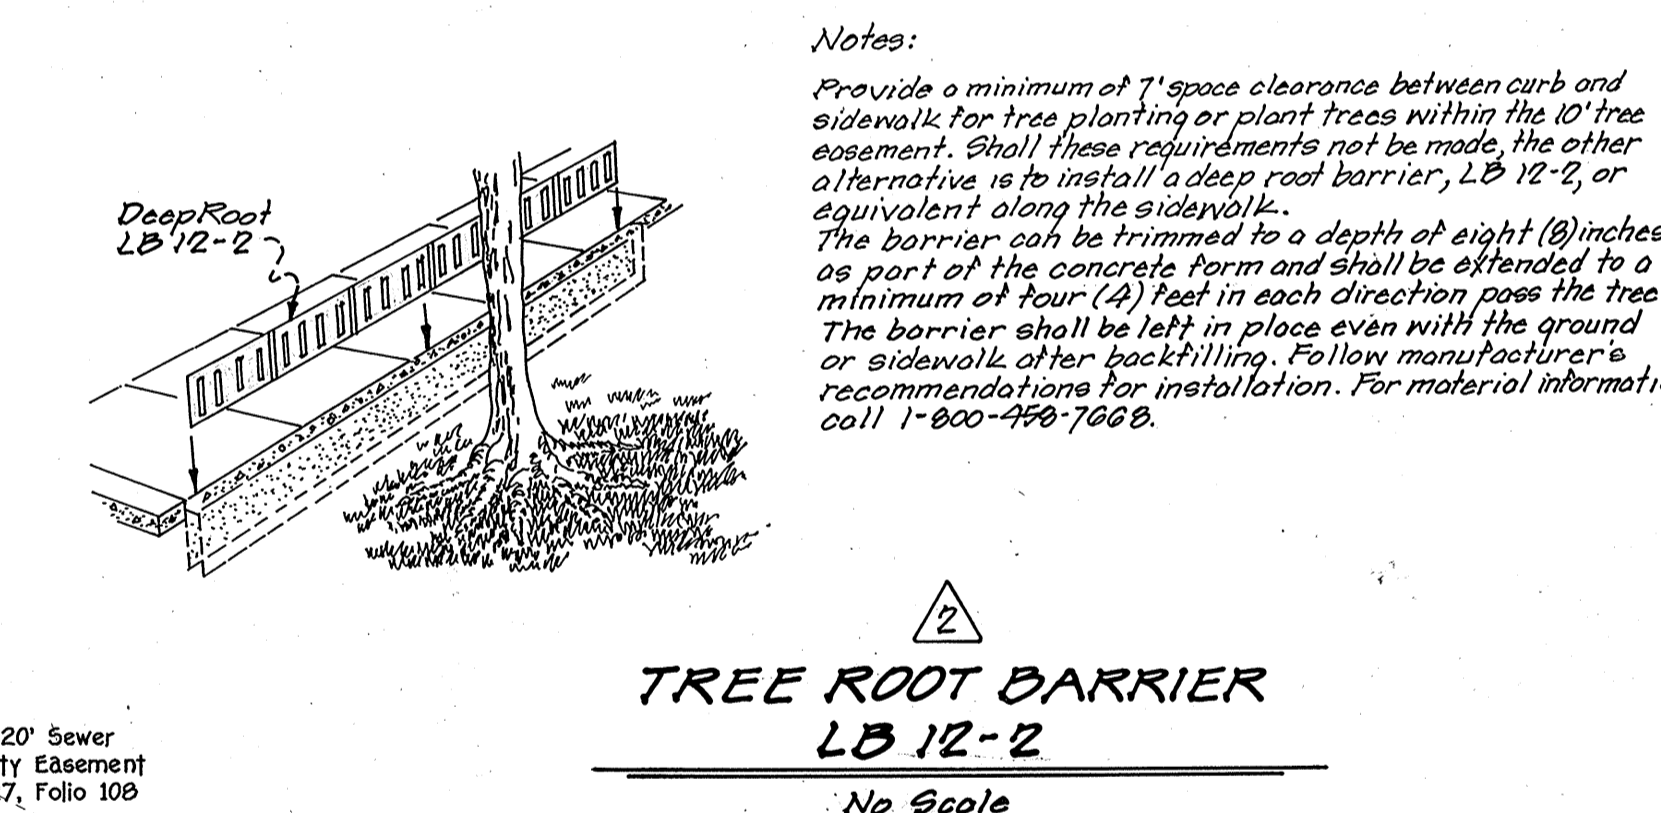 Notes:
Provide a minimum of 7' space clearance between curb and
sidewalk for tree planting or plant trees within the 10' tree
easement. Shall these requirements not be made, the other
alternative is to install a deep root barrier, LB 12-2, or
equivalent along the sidewalk.
The barrier can be trimmed to a depth of eight (8) inches
as part of the concrete form and shall be extended to a
minimum of four (4) feet in each direction pass the tree
The barrier shall be left in place even with the ground
or sidewalk after backfilling. Follow manufacturer's
recommendations for installation. For material informati
call 1-800-458-7668.
DeepRoot
LB 12-2
2
TREE ROOT BARRIER
LB 12-2
No Scale
20' Sewer
ty Easement
7, Folio 108